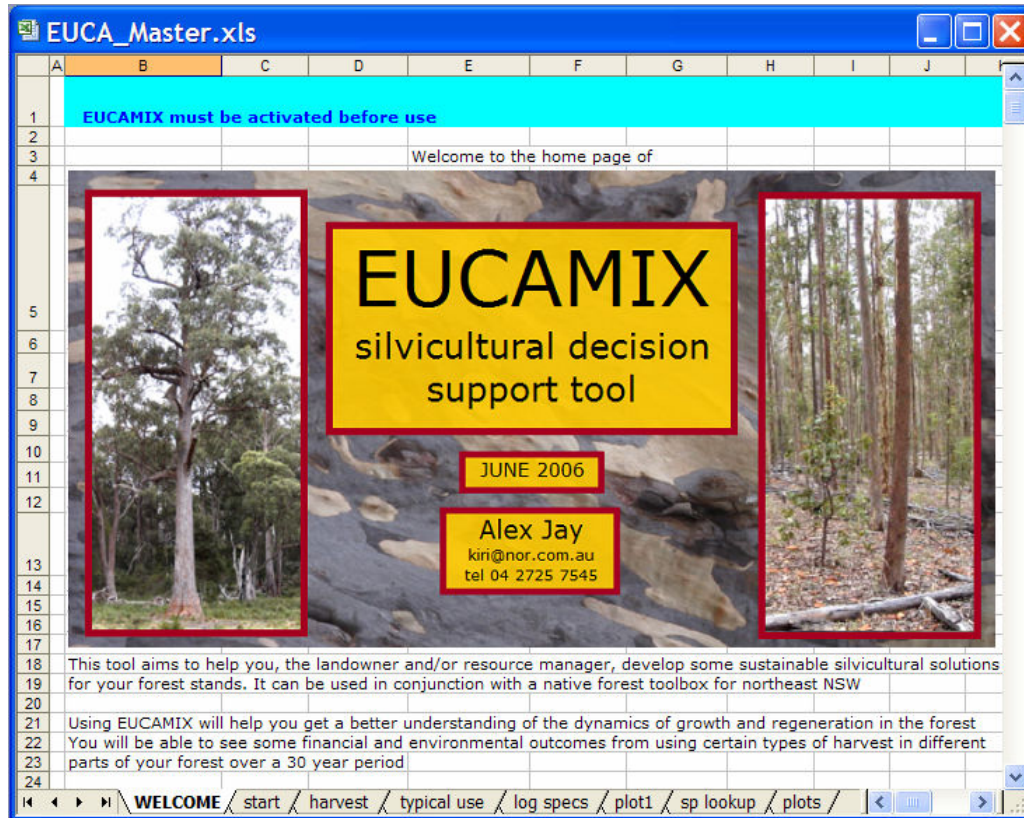 EUCA_Master.xls
A B C D E F G H I J
1 EUCAMIX must be activated before use
2
3 Welcome to the home page of
4
EUCAMIX
5
6 silvicultural decision
7 support tool
8
9
10
11 JUNE 2006
12
Alex Jay
13 kiri@nor.com.au
14 tel 04 2725 7545
15
16
17
18 This tool aims to help you, the landowner and/or resource manager, develop some sustainable silvicultural solutions
19 for your forest stands. It can be used in conjunction with a native forest toolbox for northeast NSW
20
21 Using EUCAMIX will help you get a better understanding of the dynamics of growth and regeneration in the forest
22 You will be able to see some financial and environmental outcomes from using certain types of harvest in different
23 parts of your forest over a 30 year period
24
WELCOME start harvest typical use log specs plot1 sp lookup plots